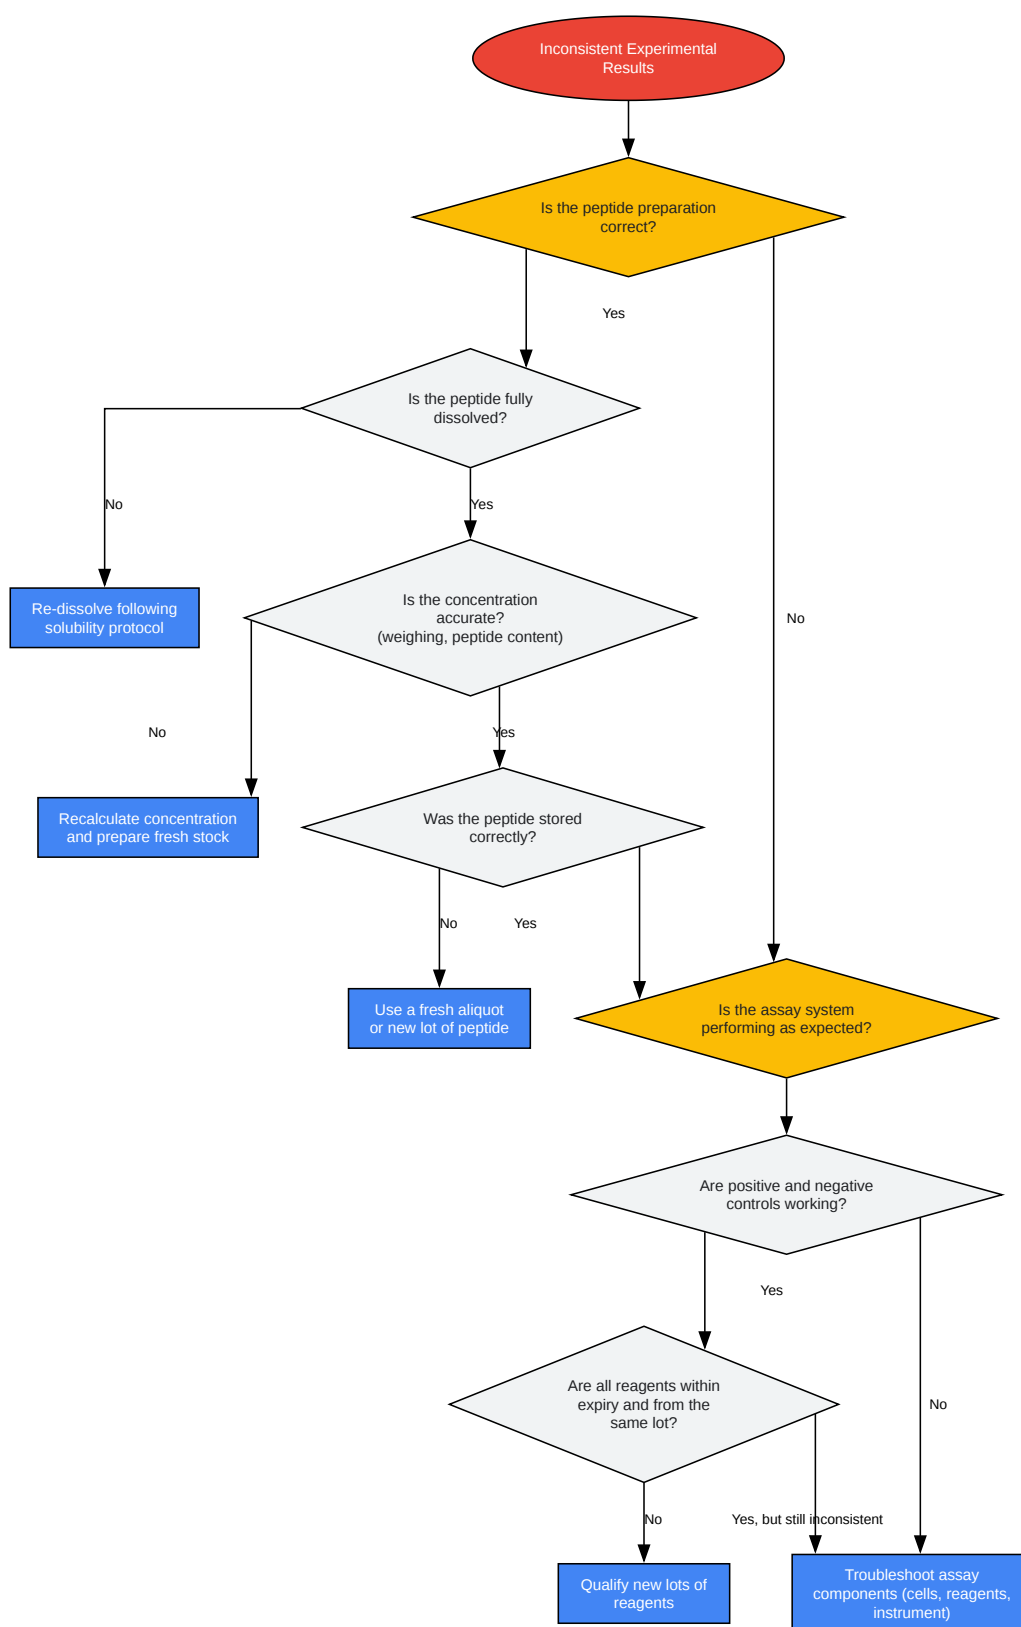 Inconsistent Experimental
Results
Is the peptide preparation
correct?
Yes
Is the peptide fully
dissolved?
No
Yes
Re-dissolve following
solubility protocol
Is the concentration
accurate?
(weighing, peptide content)
No
No
Yes
Recalculate concentration
and prepare fresh stock
Was the peptide stored
correctly?
No
Yes
Use a fresh aliquot
or new lot of peptide
Is the assay system
performing as expected?
Are positive and negative
controls working?
Yes
Are all reagents within
expiry and from the
same lot?
No
No
Yes, but still inconsistent
Qualify new lots of
reagents
Troubleshoot assay
components (cells, reagents,
instrument)